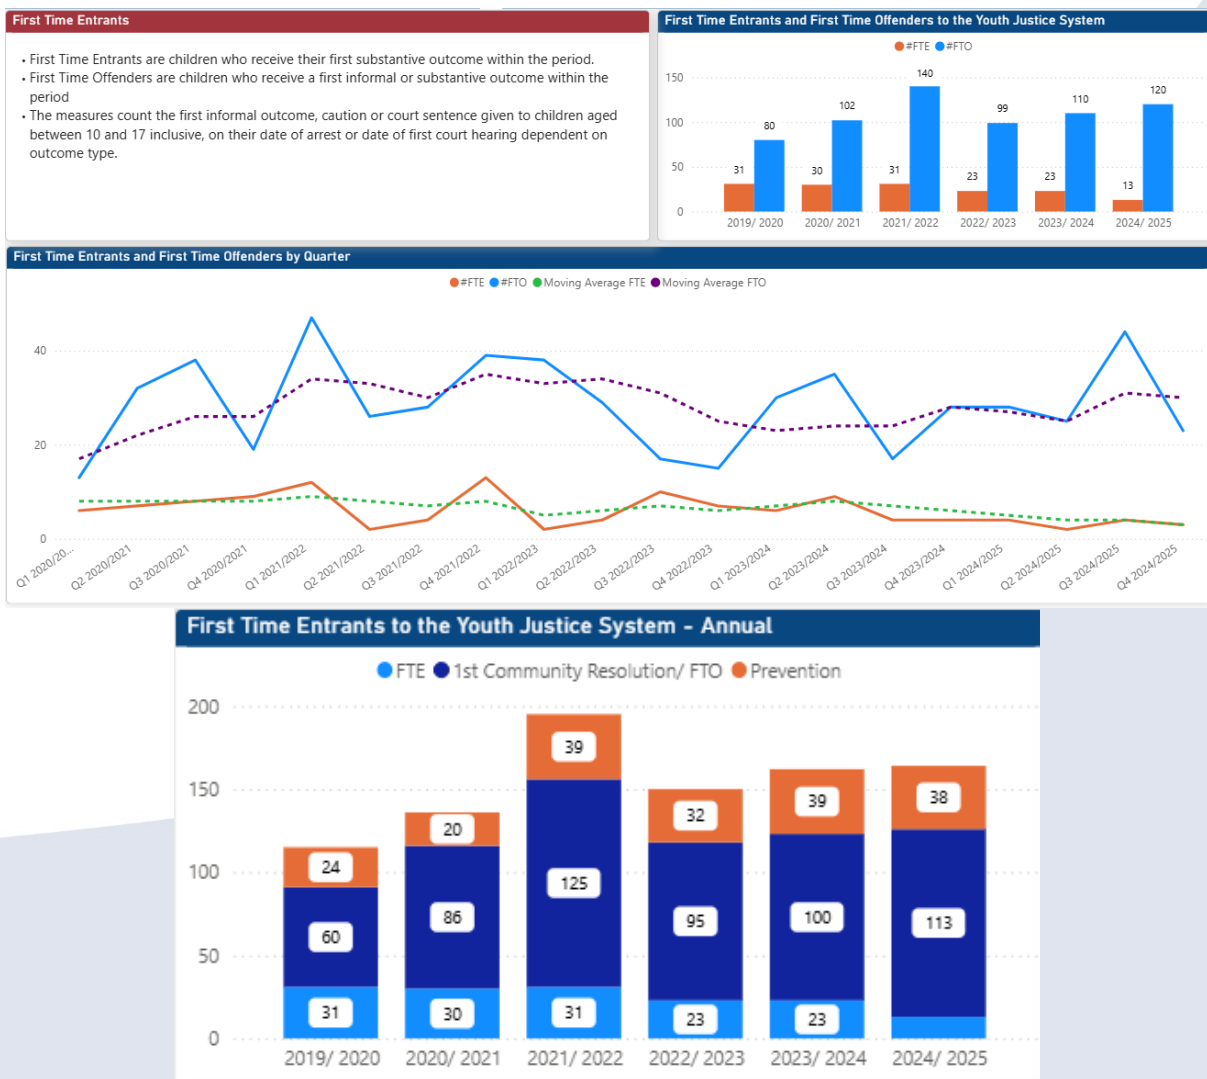 First Time Entrants
• First Time Entrants are children who receive their first substantive outcome within the period.
• First Time Offenders are children who receive a first informal or substantive outcome within the
period
• The measures count the first informal outcome, caution or court sentence given to children aged
between 10 and 17 inclusive, on their date of arrest or date of first court hearing dependent on
outcome type.
First Time Entrants and First Time Offenders to the Youth Justice System
#FTE #FTO
150
100
50
0
31 80 30 102 31 140 23 99 23 110 13 120
2019/ 2020 2020/ 2021 2021/ 2022 2022/ 2023 2023/ 2024 2024/ 2025
First Time Entrants and First Time Offenders by Quarter
#FTE #FTO Moving Average FTE Moving Average FTO
40
20
0
Q1 2020/20... Q2 2020/2021 Q3 2020/2021 Q4 2020/2021 Q1 2021/2022 Q2 2021/2022 Q3 2021/2022 Q4 2021/2022 Q1 2022/2023 Q2 2022/2023 Q3 2022/2023 Q4 2022/2023 Q1 2023/2024 Q2 2023/2024 Q3 2023/2024 Q4 2023/2024 Q1 2024/2025 Q2 2024/2025 Q3 2024/2025 Q4 2024/2025
First Time Entrants to the Youth Justice System - Annual
FTE 1st Community Resolution/ FTO Prevention
200
150
100
50
0
24 20 39 32 39 38
60 86 125 95 100 113
31 30 31 23 23
2019/ 2020 2020/ 2021 2021/ 2022 2022/ 2023 2023/ 2024 2024/ 2025